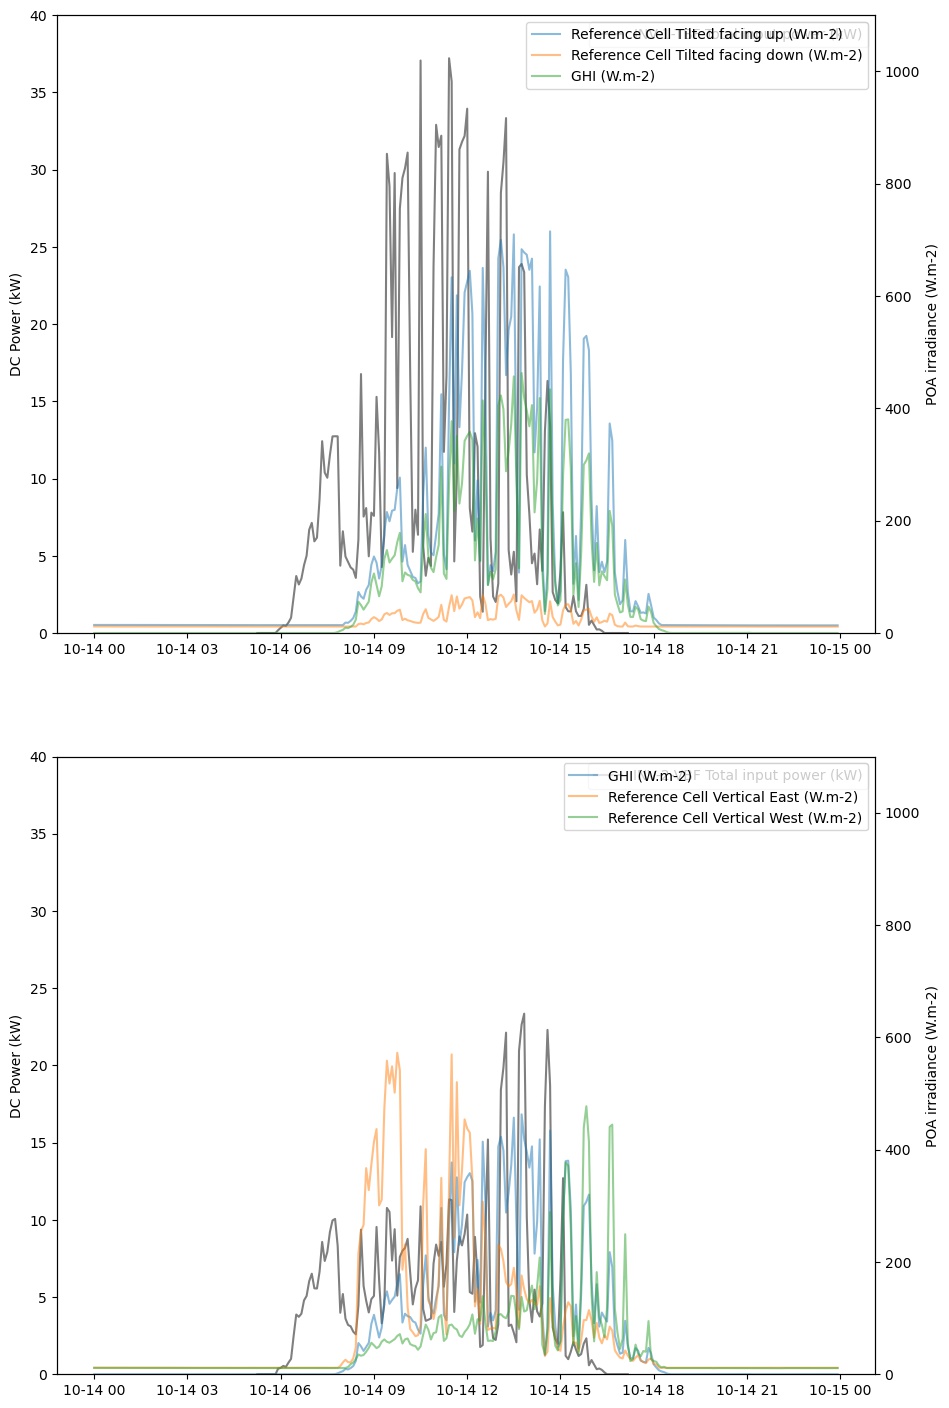 40
35
30
25
20
15
10
5
0
DC Power (kW)
Reference Cell Tilted facing up (W.m-2)
Reference Cell Tilted facing down (W.m-2)
GHI (W.m-2)
1000
800
600
400
200
0
POA irradiance (W.m-2)
10-14 00 10-14 03 10-14 06 10-14 09 10-14 12 10-14 15 10-14 18 10-14 21 10-15 00
40
35
30
25
20
15
10
5
0
DC Power (kW)
GHI (W.m-2) Total input power (kW)
Reference Cell Vertical East (W.m-2)
Reference Cell Vertical West (W.m-2)
1000
800
600
400
200
0
POA irradiance (W.m-2)
10-14 00 10-14 03 10-14 06 10-14 09 10-14 12 10-14 15 10-14 18 10-14 21 10-15 00